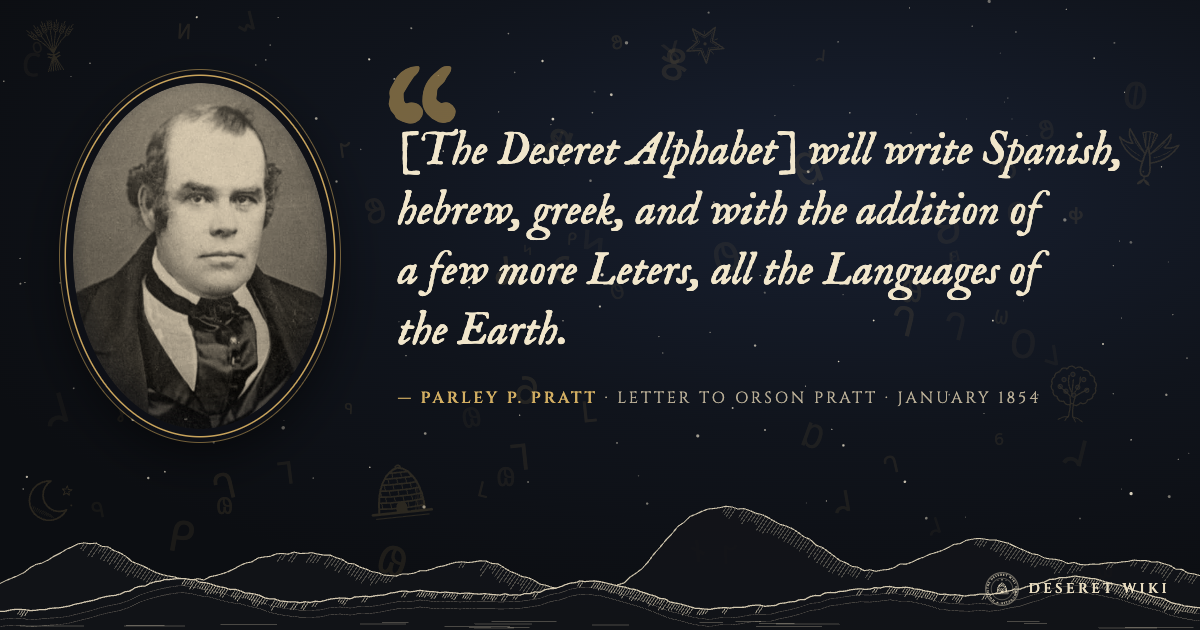 “
[The Deseret Alphabet] will write Spanish,
hebrew, greek, and with the addition of
a few more Leters, all the Languages of
the Earth.
— PARLEY P. PRATT · LETTER TO ORSON PRATT · JANUARY 1854
DESERET WIKI